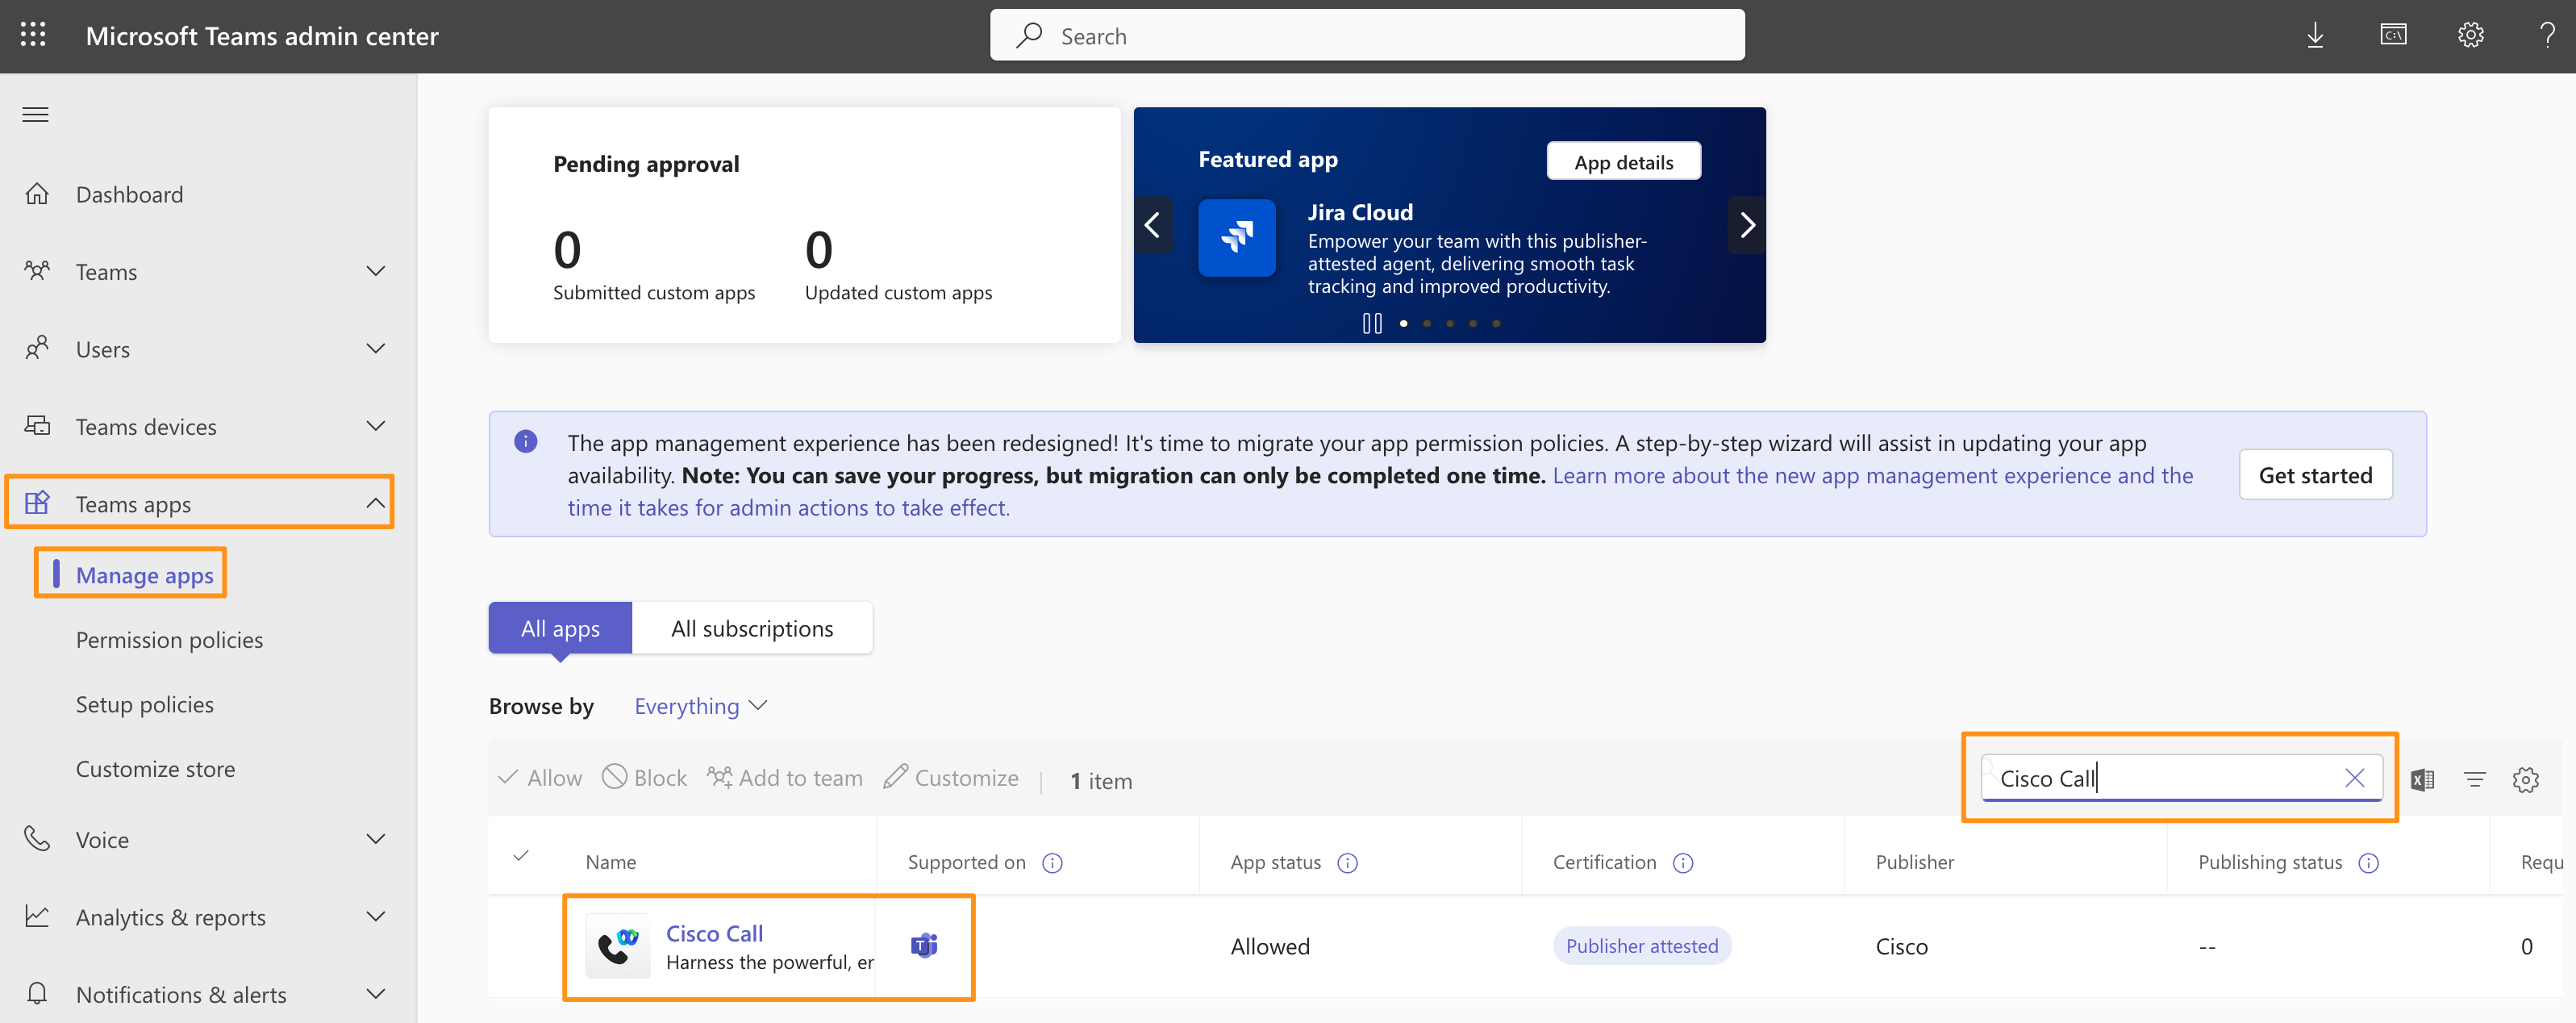 Microsoft Teams admin center
Search
C:\
?
Dashboard
Teams
Users
Teams devices
Teams apps
Manage apps
Permission policies
Setup policies
Customize store
Voice
Analytics & reports
Notifications & alerts
Pending approval
0
Submitted custom apps
0
Updated custom apps
Featured app
App details
Jira Cloud
Empower your team with this publisher-
attested agent, delivering smooth task
tracking and improved productivity.
The app management experience has been redesigned! It's time to migrate your app permission policies. A step-by-step wizard will assist in updating your app
availability. Note: You can save your progress, but migration can only be completed one time. Learn more about the new app management experience and the
time it takes for admin actions to take effect.
Get started
All apps
All subscriptions
Browse by Everything
Allow Block Add to team Customize | 1 item
Cisco Call
Name Supported on App status Certification Publisher Publishing status Requ
Cisco Call
Harness the powerful, er
Allowed Publisher attested Cisco -- 0